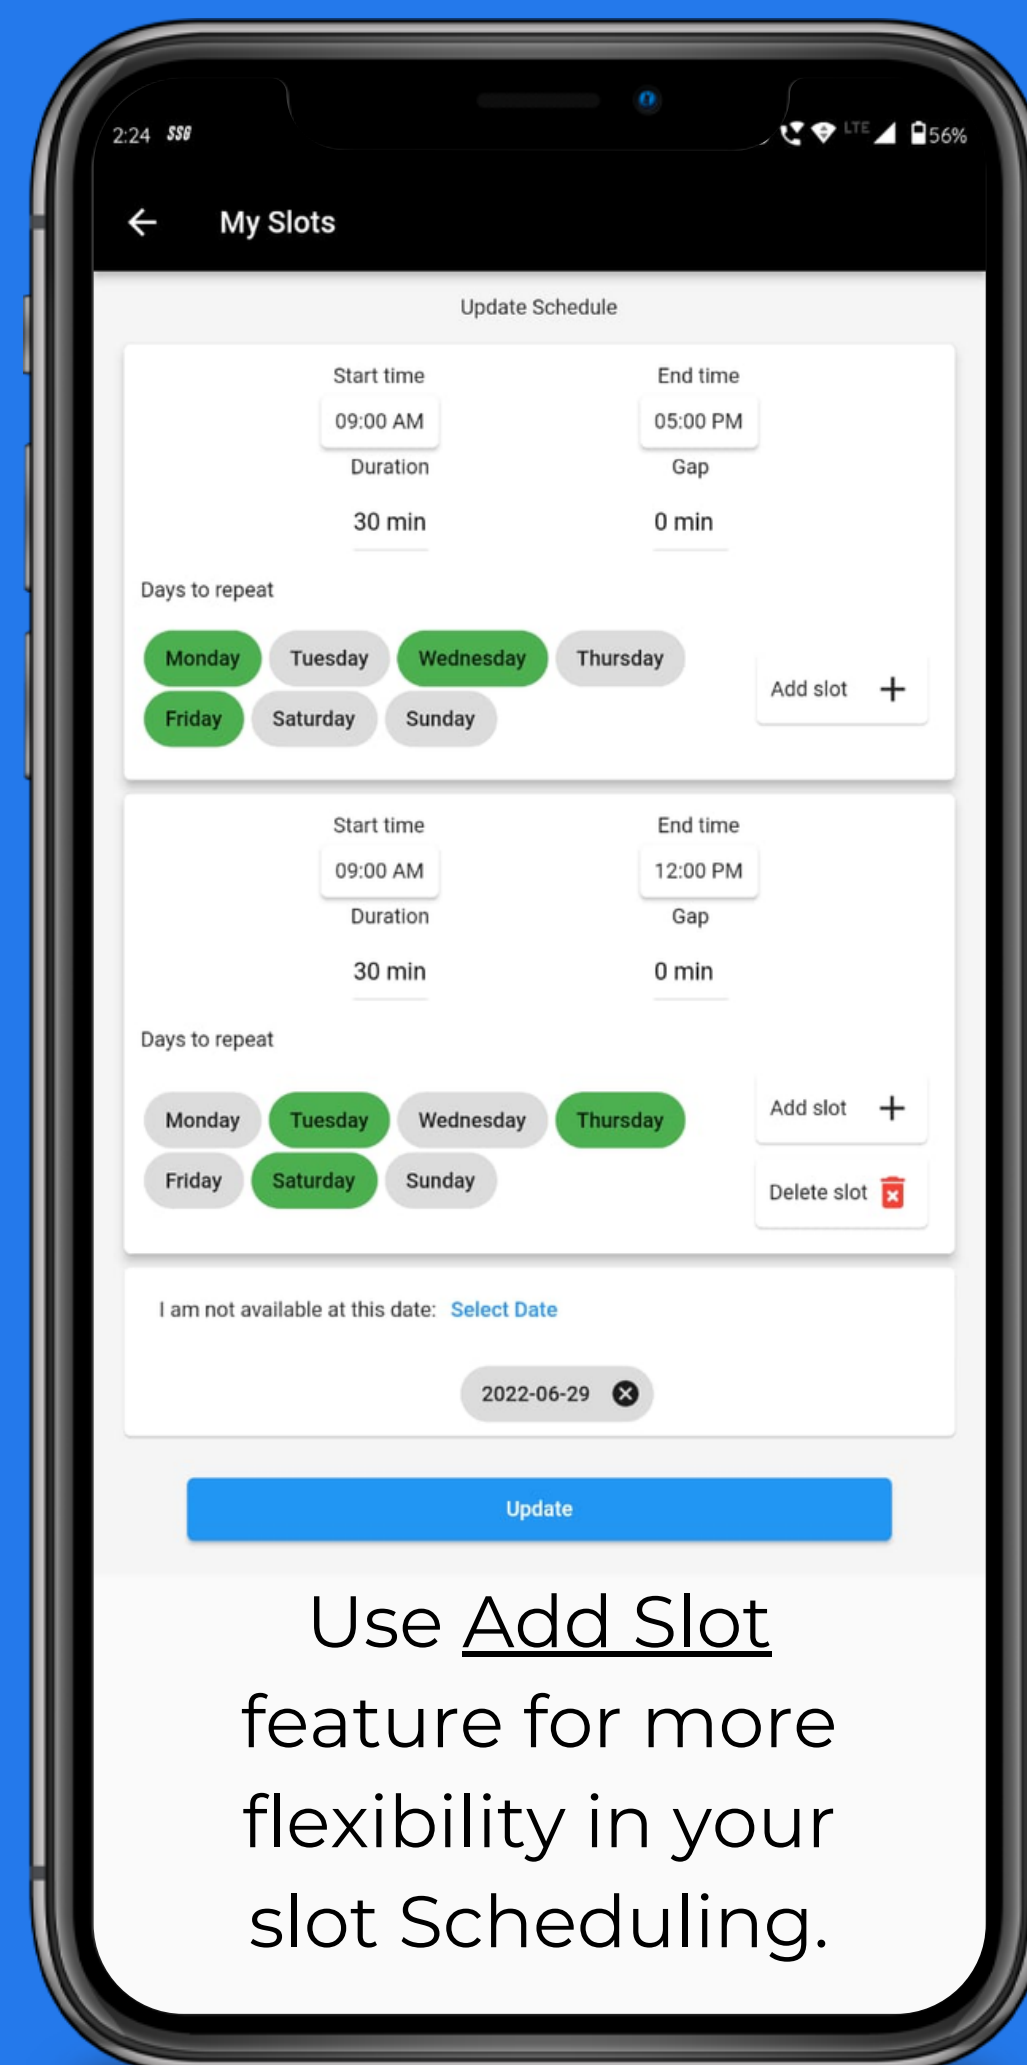 2:24 SSG LTE 56%
My Slots
Update Schedule
Start time End time
09:00 AM 05:00 PM
Duration Gap
30 min 0 min
Days to repeat
Monday Tuesday Wednesday Thursday
Add slot
Friday Saturday Sunday
Start time End time
09:00 AM 12:00 PM
Duration Gap
30 min 0 min
Days to repeat
Monday Tuesday Wednesday Thursday Add slot
Friday Saturday Sunday Delete slot
I am not available at this date: Select Date
2022-06-29
Update
Use Add Slot
feature for more
flexibility in your
slot Scheduling.